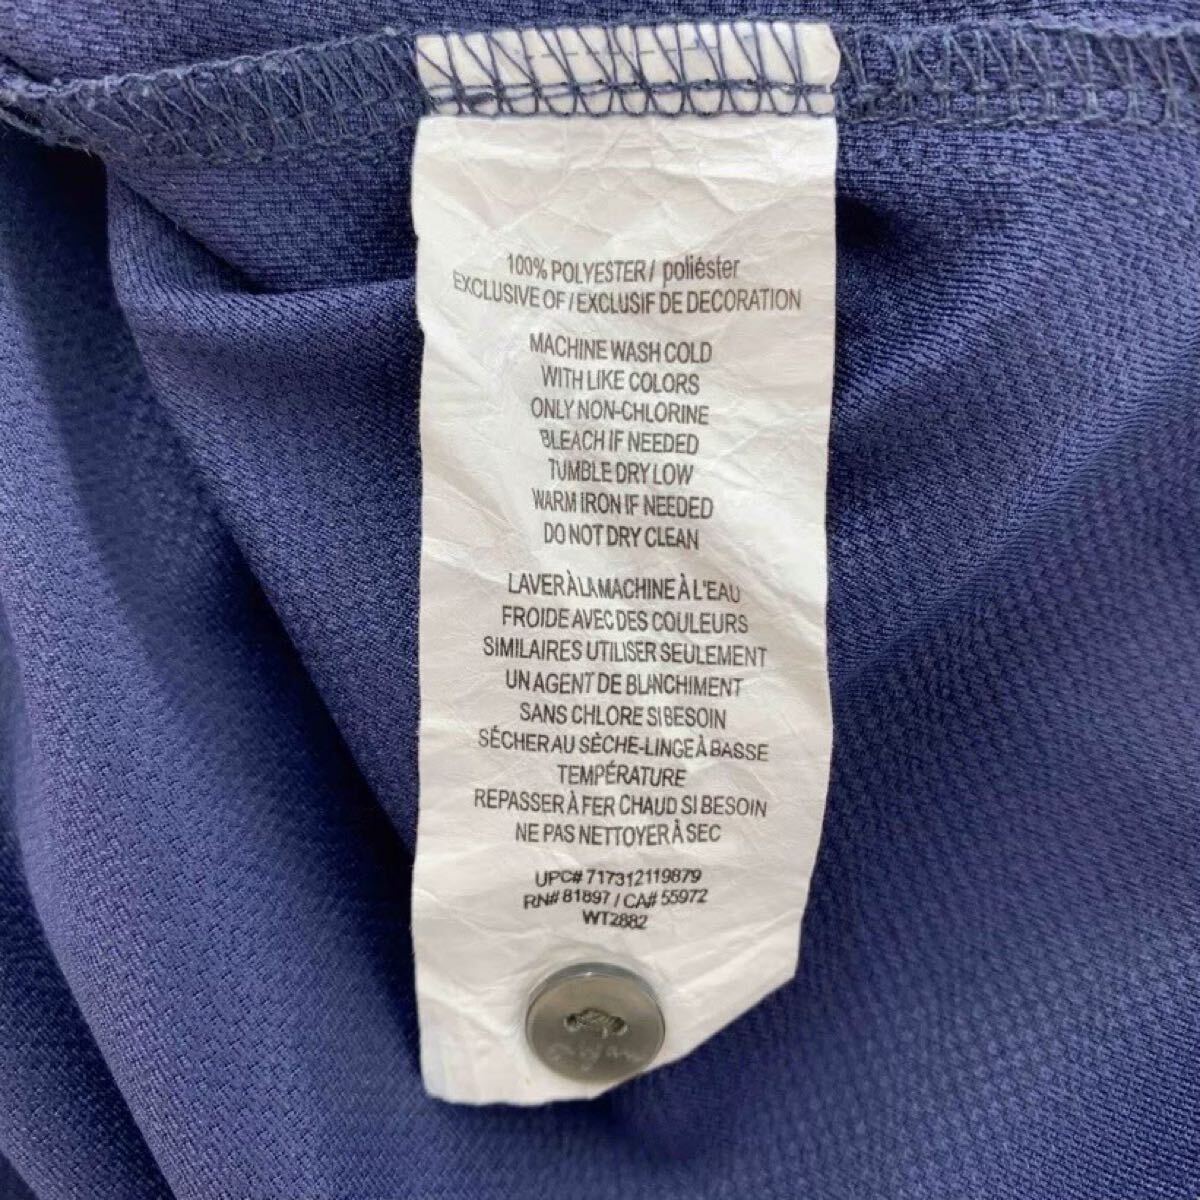 100% POLYESTER / poliéster
EXCLUSIVE OF / EXCLUSIF DE DECORATION
MACHINE WASH COLD
WITH LIKE COLORS
ONLY NON-CHLORINE
BLEACH IF NEEDED
TUMBLE DRY LOW
WARM IRON IF NEEDED
DO NOT DRY CLEAN
LAVER À LA MACHINE À L'EAU
FROIDE AVEC DES COULEURS
SIMILAIRES UTILISER SEULEMENT
UN AGENT DE BLANCHIMENT
SANS CHLORE SI BESOIN
SÉCHER AU SÈCHE-LINGE À BASSE
TEMPÉRATURE
REPASSER À FER CHAUD SI BESOIN
NE PAS NETTOYER À SEC
UPC# 717312119879
RN# 81897 / CA# 55972
WT2882